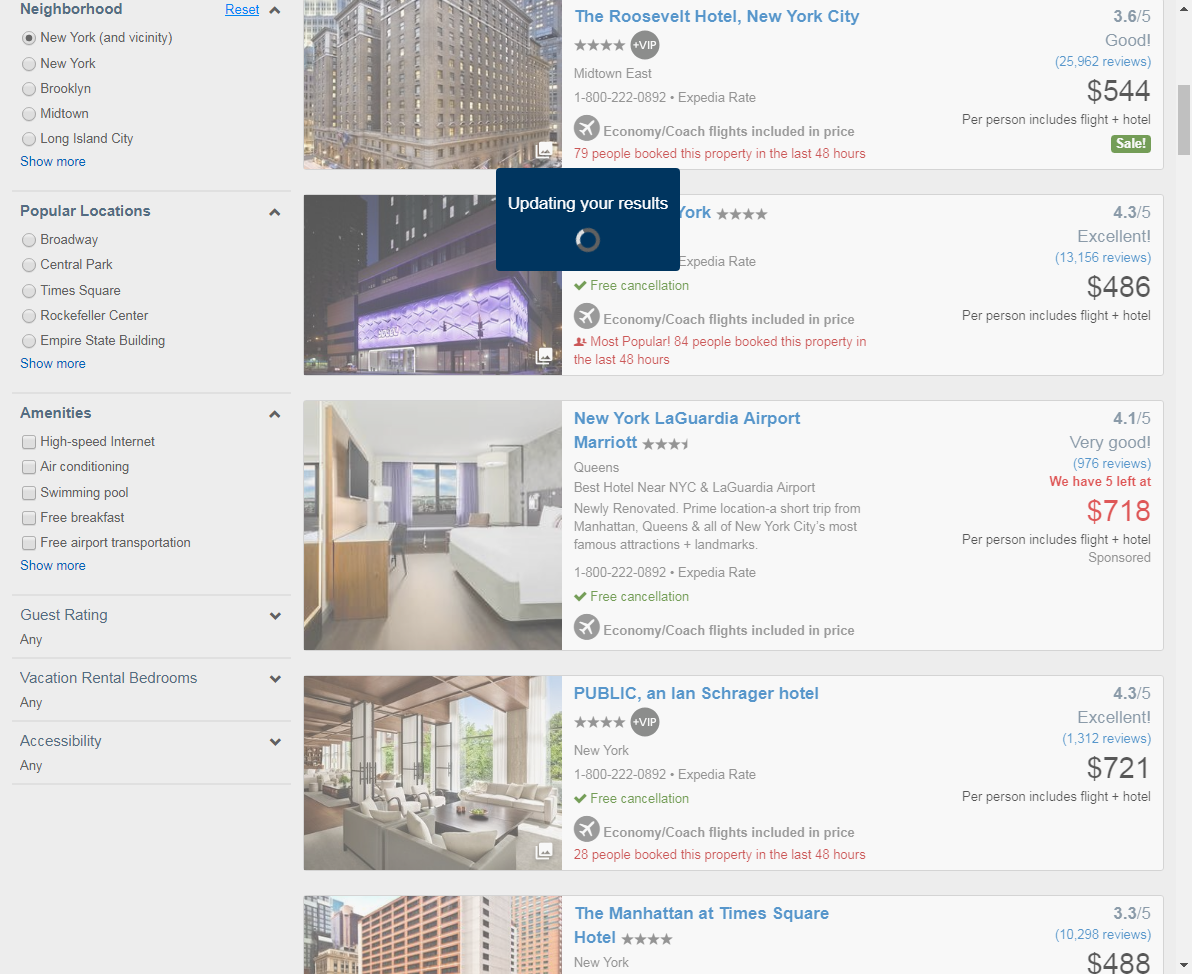 Neighborhood Reset
New York (and vicinity)
New York
Brooklyn
Midtown
Long Island City
Show more
Popular Locations
Broadway
Central Park
Times Square
Rockefeller Center
Empire State Building
Show more
Amenities
High-speed Internet
Air conditioning
Swimming pool
Free breakfast
Free airport transportation
Show more
Guest Rating
Any
Vacation Rental Bedrooms
Any
Accessibility
Any
The Roosevelt Hotel, New York City
+VIP
Midtown East
1-800-222-0892 • Expedia Rate
Economy/Coach flights included in price
79 people booked this property in the last 48 hours
3.6/5
Good!
(25,962 reviews)
$544
Per person includes flight + hotel
Sale!
Updating your results
York
Expedia Rate
Free cancellation
Economy/Coach flights included in price
Most Popular! 84 people booked this property in
the last 48 hours
4.3/5
Excellent!
(13,156 reviews)
$486
Per person includes flight + hotel
New York LaGuardia Airport
Marriott
Queens
Best Hotel Near NYC & LaGuardia Airport
Newly Renovated. Prime location-a short trip from
Manhattan, Queens & all of New York City's most
famous attractions + landmarks.
1-800-222-0892 • Expedia Rate
Free cancellation
Economy/Coach flights included in price
4.1/5
Very good!
(976 reviews)
We have 5 left at
$718
Per person includes flight + hotel
Sponsored
PUBLIC, an Ian Schrager hotel
+VIP
New York
1-800-222-0892 • Expedia Rate
Free cancellation
Economy/Coach flights included in price
28 people booked this property in the last 48 hours
4.3/5
Excellent!
(1,312 reviews)
$721
Per person includes flight + hotel
The Manhattan at Times Square
Hotel
New York
3.3/5
(10,298 reviews)
$488